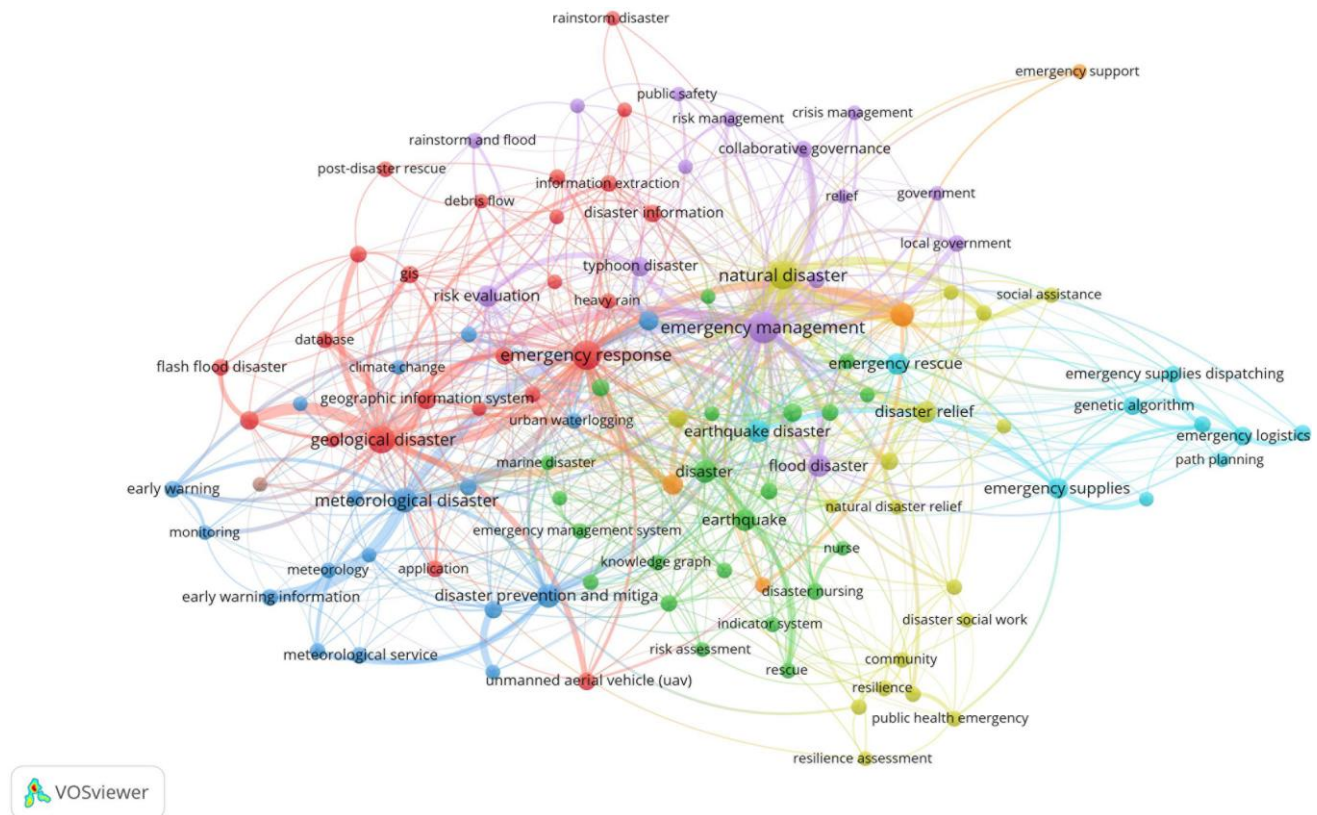 rainstorm disaster
emergency support
public safety
crisis management
risk management
rainstorm and flood
collaborative governance
post-disaster rescue
information extraction
debris flow
relief
government
disaster information
local government
typhoon disaster
gis
natural disaster
risk evaluation
social assistance
heavy rain
emergency management
database
emergency response
flash flood disaster
climate change
emergency rescue
emergency supplies dispatching
geographic information system
genetic algorithm
disaster relief
urban waterlogging
earthquake disaster
geological disaster
emergency logistics
marine disaster
path planning
disaster
flood disaster
early warning
emergency supplies
meteorological disaster
natural disaster relief
earthquake
monitoring
emergency management system
nurse
knowledge graph
meteorology
application
disaster nursing
early warning information
disaster prevention and mitiga
disaster social work
indicator system
risk assessment
meteorological service
community
rescue
unmanned aerial vehicle (uav)
resilience
public health emergency
resilience assessment
VOSviewer